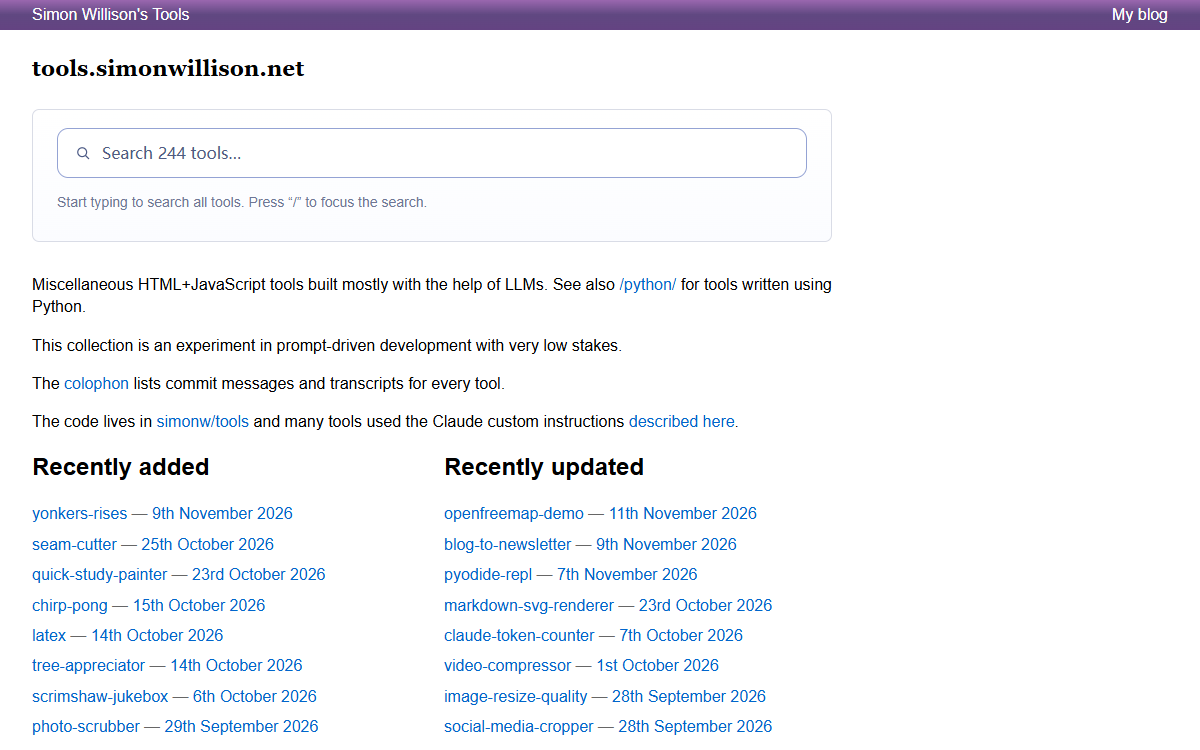 Simon Willison's Tools
My blog
tools.simonwillison.net
Search 244 tools...
Start typing to search all tools. Press “/” to focus the search.
Miscellaneous HTML+JavaScript tools built mostly with the help of LLMs. See also /python/ for tools written using
Python.
This collection is an experiment in prompt-driven development with very low stakes.
The colophon lists commit messages and transcripts for every tool.
The code lives in simonw/tools and many tools used the Claude custom instructions described here.
Recently added
yonkers-rises — 9th November 2026
seam-cutter — 25th October 2026
quick-study-painter — 23rd October 2026
chirp-pong — 15th October 2026
latex — 14th October 2026
tree-appreciator — 14th October 2026
scrimshaw-jukebox — 6th October 2026
photo-scrubber — 29th September 2026
Recently updated
openfreemap-demo — 11th November 2026
blog-to-newsletter — 9th November 2026
pyodide-repl — 7th November 2026
markdown-svg-renderer — 23rd October 2026
claude-token-counter — 7th October 2026
video-compressor — 1st October 2026
image-resize-quality — 28th September 2026
social-media-cropper — 28th September 2026